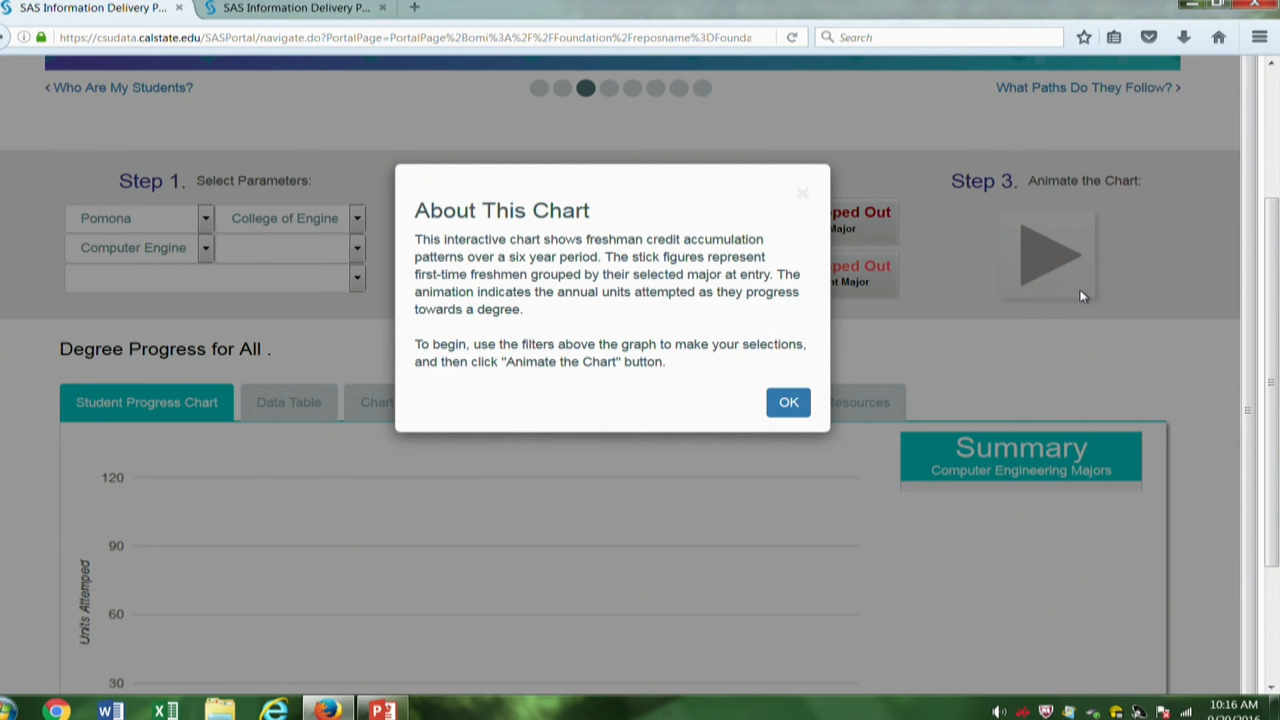 SAS Information Delivery P...
SAS Information Delivery P...
https://csudata.calstate.edu/SASPortal/navigate.do?PortalPage=PortalPage%2Bomi%3A%2F%2FFoundation%2Freposname%3DFounda
Search
‹ Who Are My Students?
What Paths Do They Follow? ›
Step 1. Select Parameters:
Step 3. Animate the Chart:
Pomona
College of Engine
Computer Engine
ped Out
ped Out
About This Chart
This interactive chart shows freshman credit accumulation
patterns over a six year period. The stick figures represent
first-time freshmen grouped by their selected major at entry. The
animation indicates the annual units attempted as they progress
towards a degree.
To begin, use the filters above the graph to make your selections,
and then click "Animate the Chart" button.
OK
Degree Progress for All .
Student Progress Chart
Data Table
Chart
Resources
Summary
Computer Engineering Majors
120
90
60
30
Units Attemped
10:16 AM
9/20/2016